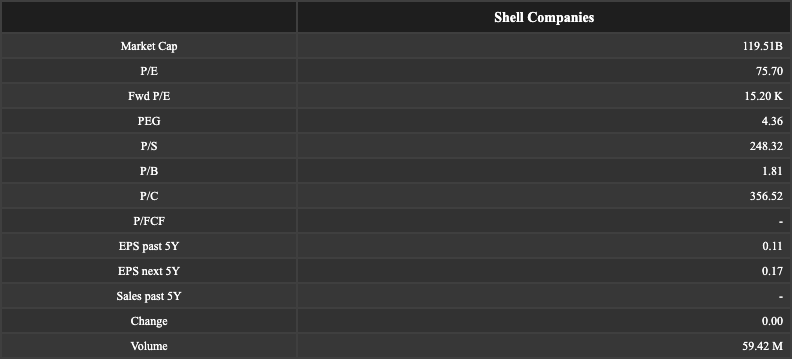 Shell Companies
Market Cap 119.51B
P/E 75.70
Fwd P/E 15.20 K
PEG 4.36
P/S 248.32
P/B 1.81
P/C 356.52
P/FCF -
EPS past 5Y 0.11
EPS next 5Y 0.17
Sales past 5Y -
Change 0.00
Volume 59.42 M